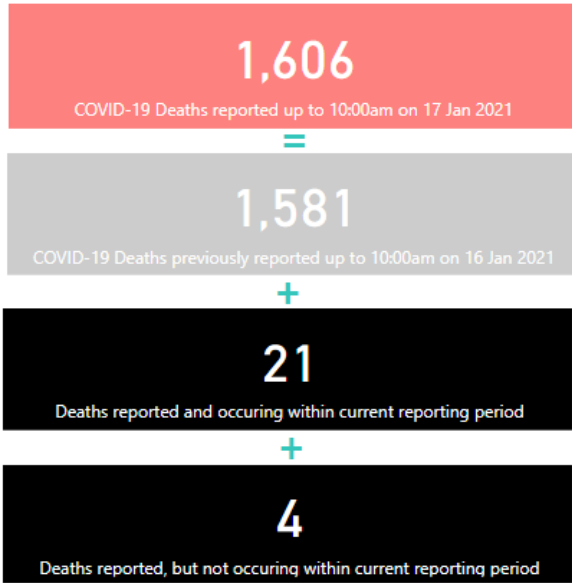 1,606
COVID-19 Deaths reported up to 10:00am on 17 Jan 2021
=
1,581
COVID-19 Deaths previously reported up to 10:00am on 16 Jan 2021
+
21
Deaths reported and occuring within current reporting period
+
4
Deaths reported, but not occuring within current reporting period